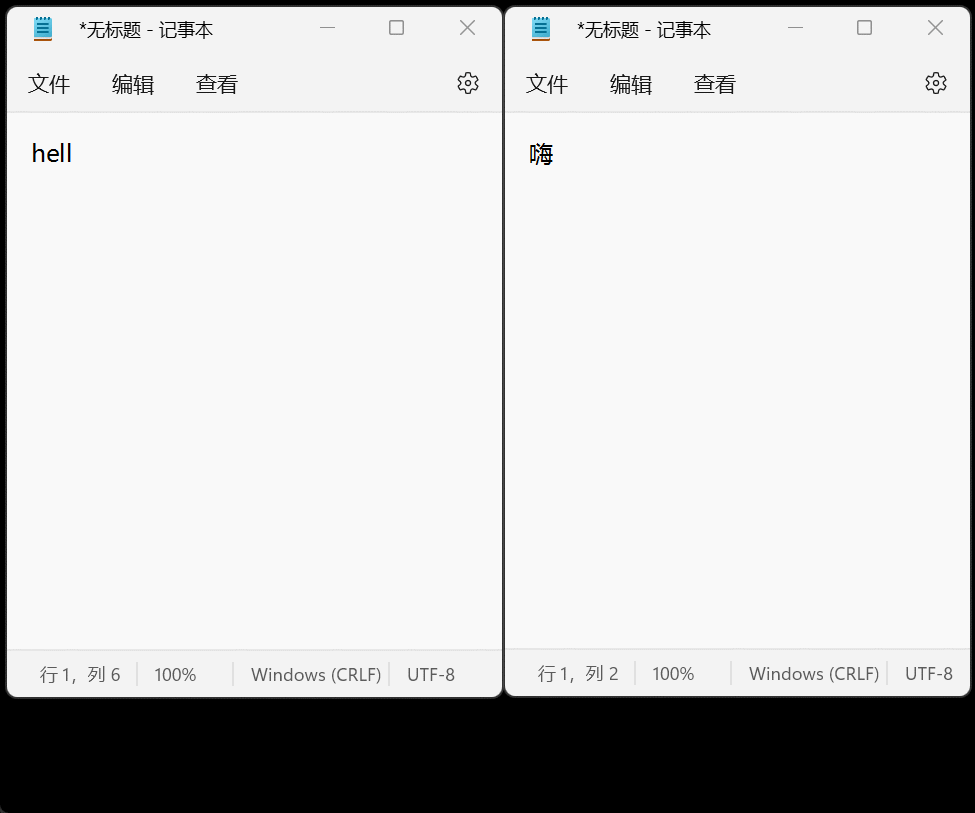 *无标题 - 记事本
文件 编辑 查看
hell
行 1，列 6 100% Windows (CRLF) UTF-8
*无标题 - 记事本
文件 编辑 查看
嗨
行 1，列 2 100% Windows (CRLF) UTF-8